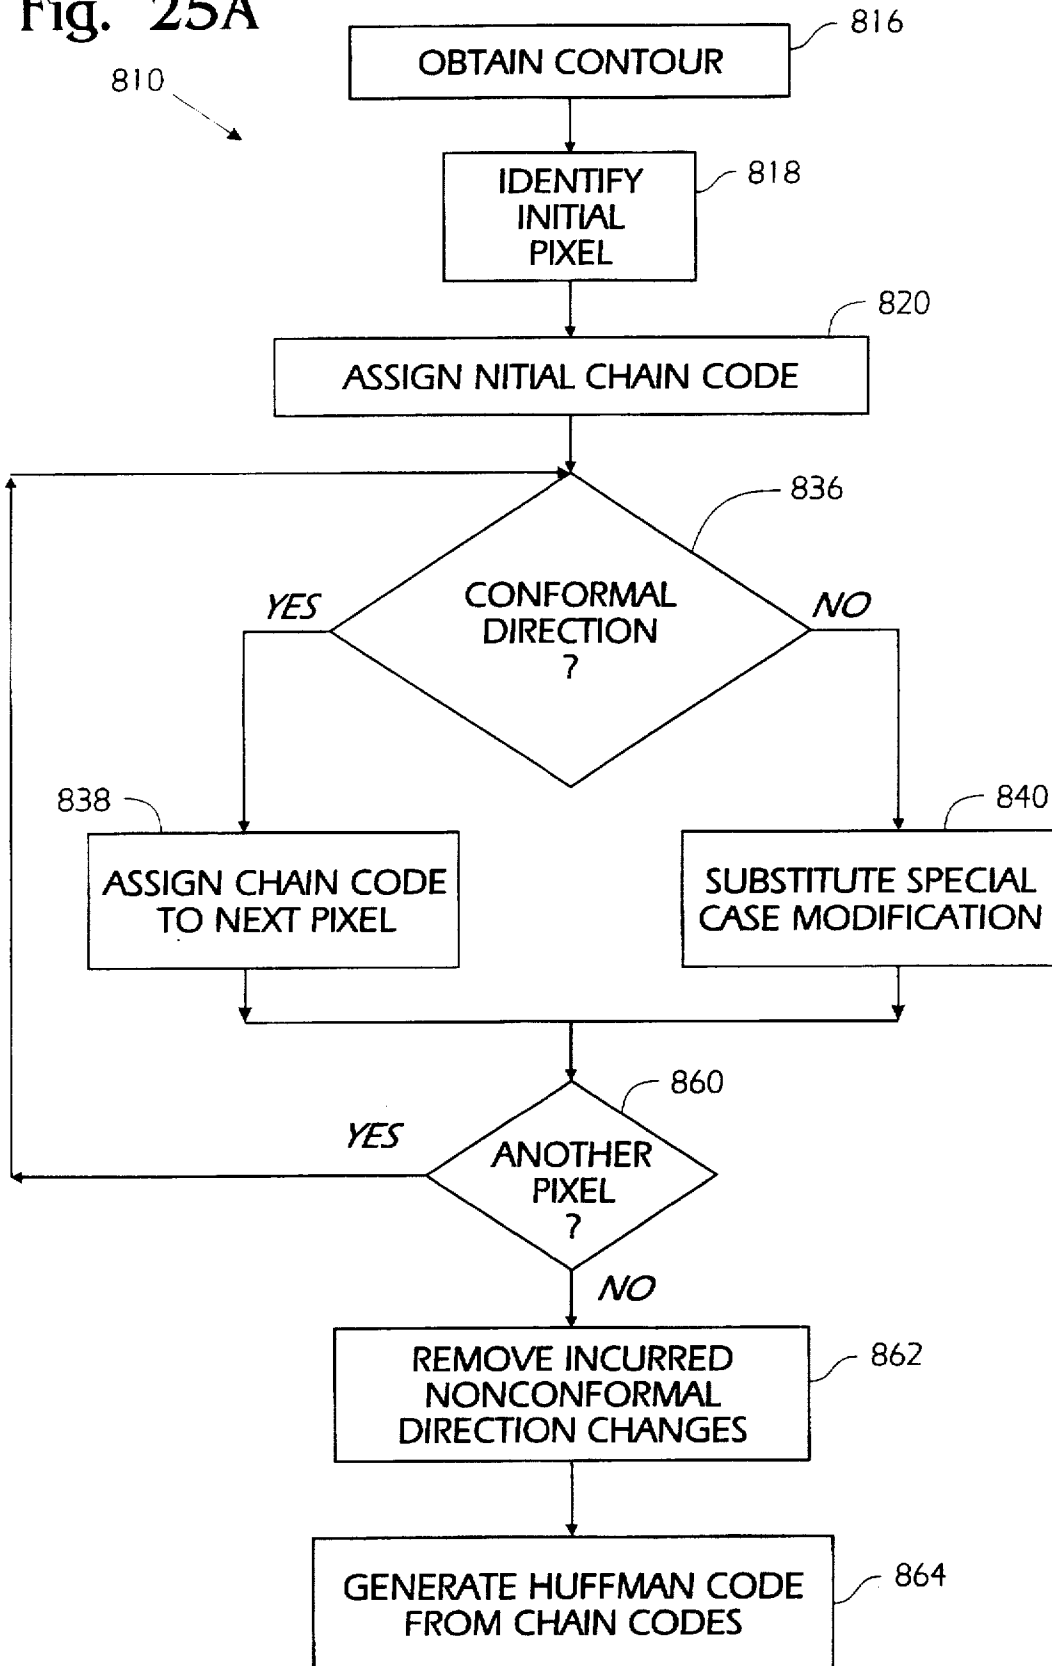 Fig. 25A
810
816
OBTAIN CONTOUR
818
IDENTIFY
INITIAL
PIXEL
820
ASSIGN NITIAL CHAIN CODE
836
CONFORMAL
DIRECTION
?
YES
NO
838
ASSIGN CHAIN CODE
TO NEXT PIXEL
840
SUBSTITUTE SPECIAL
CASE MODIFICATION
860
ANOTHER
PIXEL
?
YES
NO
862
REMOVE INCURRED
NONCONFORMAL
DIRECTION CHANGES
864
GENERATE HUFFMAN CODE
FROM CHAIN CODES